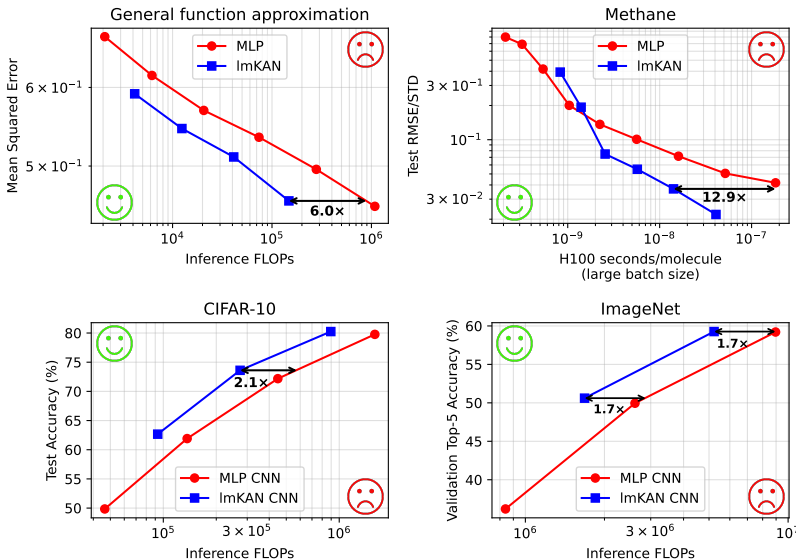 General function approximation
Mean Squared Error
6 × 10⁻¹
5 × 10⁻¹
MLP
lmKAN
6.0×
10⁴
10⁵
10⁶
Inference FLOPs
Methane
Test RMSE/STD
3 × 10⁻¹
10⁻¹
3 × 10⁻²
MLP
lmKAN
12.9×
10⁻⁹
10⁻⁸
10⁻⁷
H100 seconds/molecule
(large batch size)
CIFAR-10
Test Accuracy (%)
80
75
70
65
60
55
50
2.1×
MLP CNN
lmKAN CNN
10⁵
3 × 10⁵
10⁶
Inference FLOPs
ImageNet
Validation Top-5 Accuracy (%)
60
55
50
45
40
1.7×
1.7×
MLP CNN
lmKAN CNN
10⁶
3 × 10⁶
Inference FLOPs